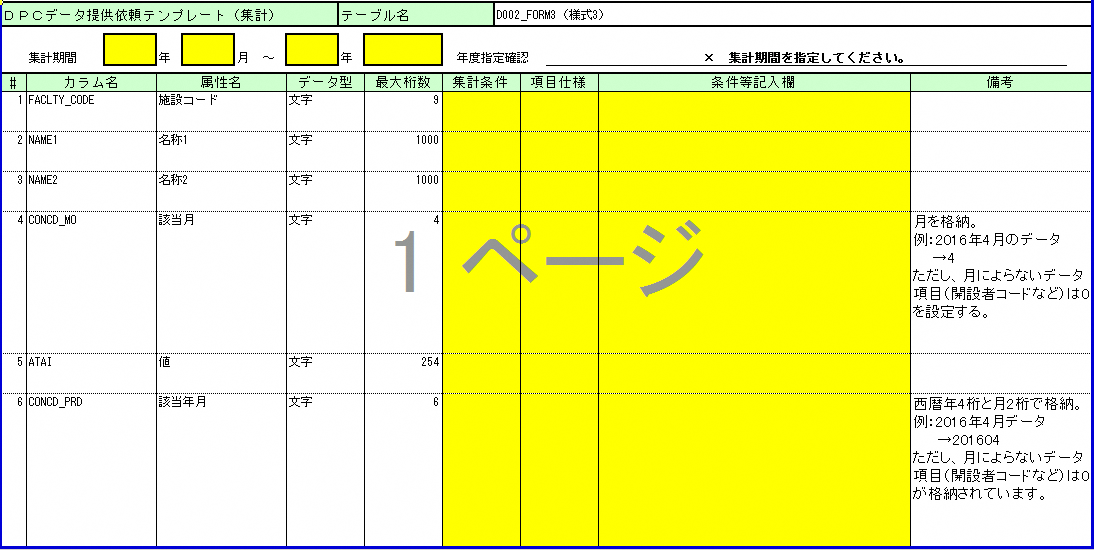 DPCデータ提供依頼テンプレート（集計） テーブル名 D002_FORM3（様式3）
集計期間 年 月 ～ 年 年度指定確認 × 集計期間を指定してください。
# カラム名 属性名 データ型 最大桁数 集計条件 項目仕様 条件等記入欄 備考
1 FACLTY_CODE 施設コード 文字 9
2 NAME1 名称1 文字 1000
3 NAME2 名称2 文字 1000
4 CONCD_MO 該当月 文字 4 月を格納。
例：2016年4月のデータ
→4
ただし、月によらないデータ
項目（開設者コードなど）は0
を設定する。
1 ページ
5 ATAI 値 文字 254
6 CONCD_PRD 該当年月 文字 6 西暦年4桁と月2桁で格納。
例：2016年4月データ
→201604
ただし、月によらないデータ
項目（開設者コードなど）は0
が格納されています。